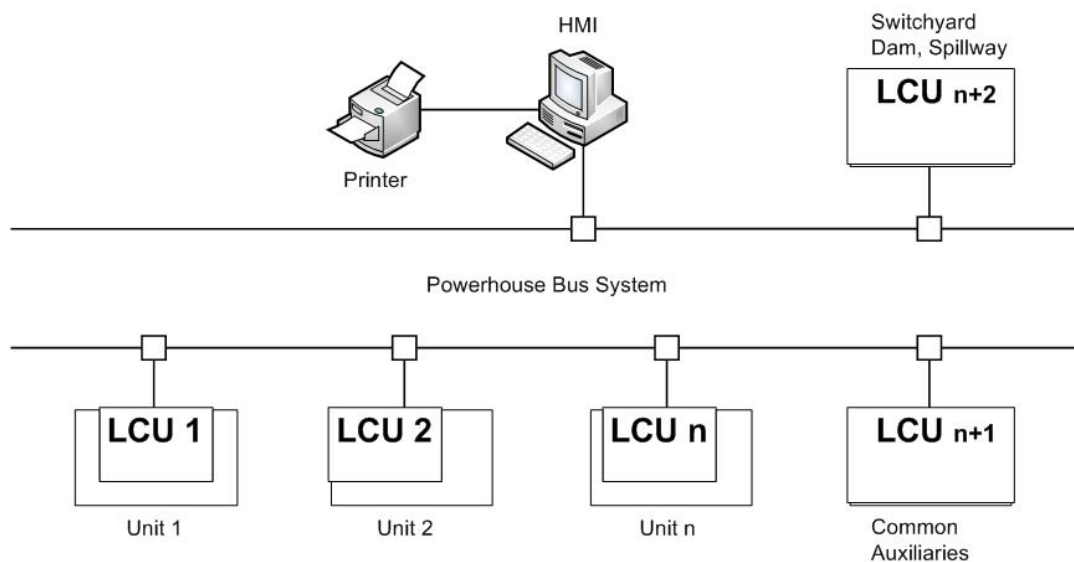 HMI
Switchyard
Dam, Spillway
LCU n+2
Printer
Powerhouse Bus System
LCU 1
LCU 2
LCU n
LCU n+1
Unit 1
Unit 2
Unit n
Common
Auxiliaries